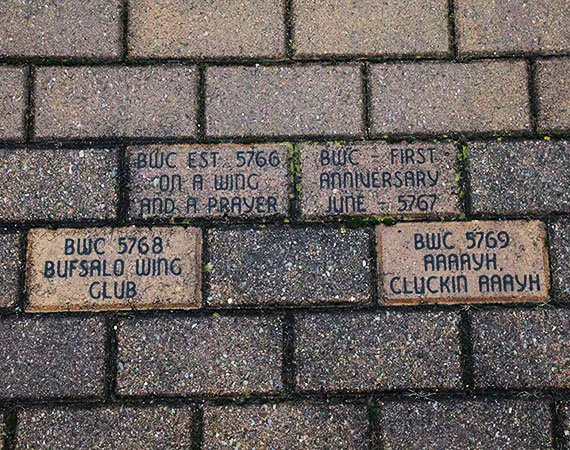 BWC EST. 5766
ON A WING
AND A PRAYER
BWC - FIRST
ANNIVERSARY
JUNE - 5767
BWC 5768
BUFSALO WING
CLUB
BWC 5769
AAAAYH,
CLUCKIN AAAYH